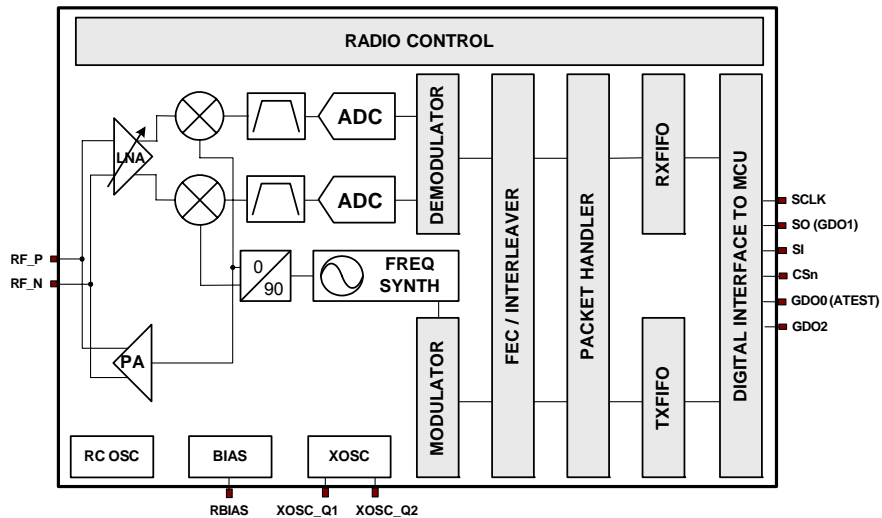 RADIO CONTROL
LNA
ADC
ADC
DEMODULATOR
FEC / INTERLEAVER
PACKET HANDLER
RXFIFO
DIGITAL INTERFACE TO MCU
SCLK
SO (GDO1)
SI
CSn
GDO0 (ATEST)
GDO2
RF_P
RF_N
0
90
FREQ
SYNTH
PA
MODULATOR
TXFIFO
RC OSC
BIAS
XOSC
RBIAS
XOSC_Q1
XOSC_Q2